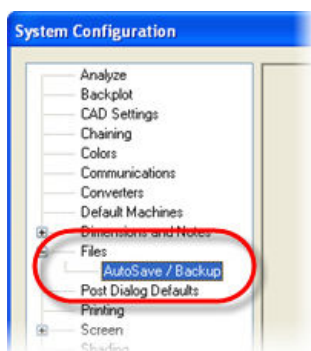 System Configuration
Analyze
Backplot
CAD Settings
Chaining
Colors
Communications
Converters
Default Machines
Dimensions and Notes
Files
AutoSave / Backup
Post Dialog Defaults
Printing
Screen
Shading